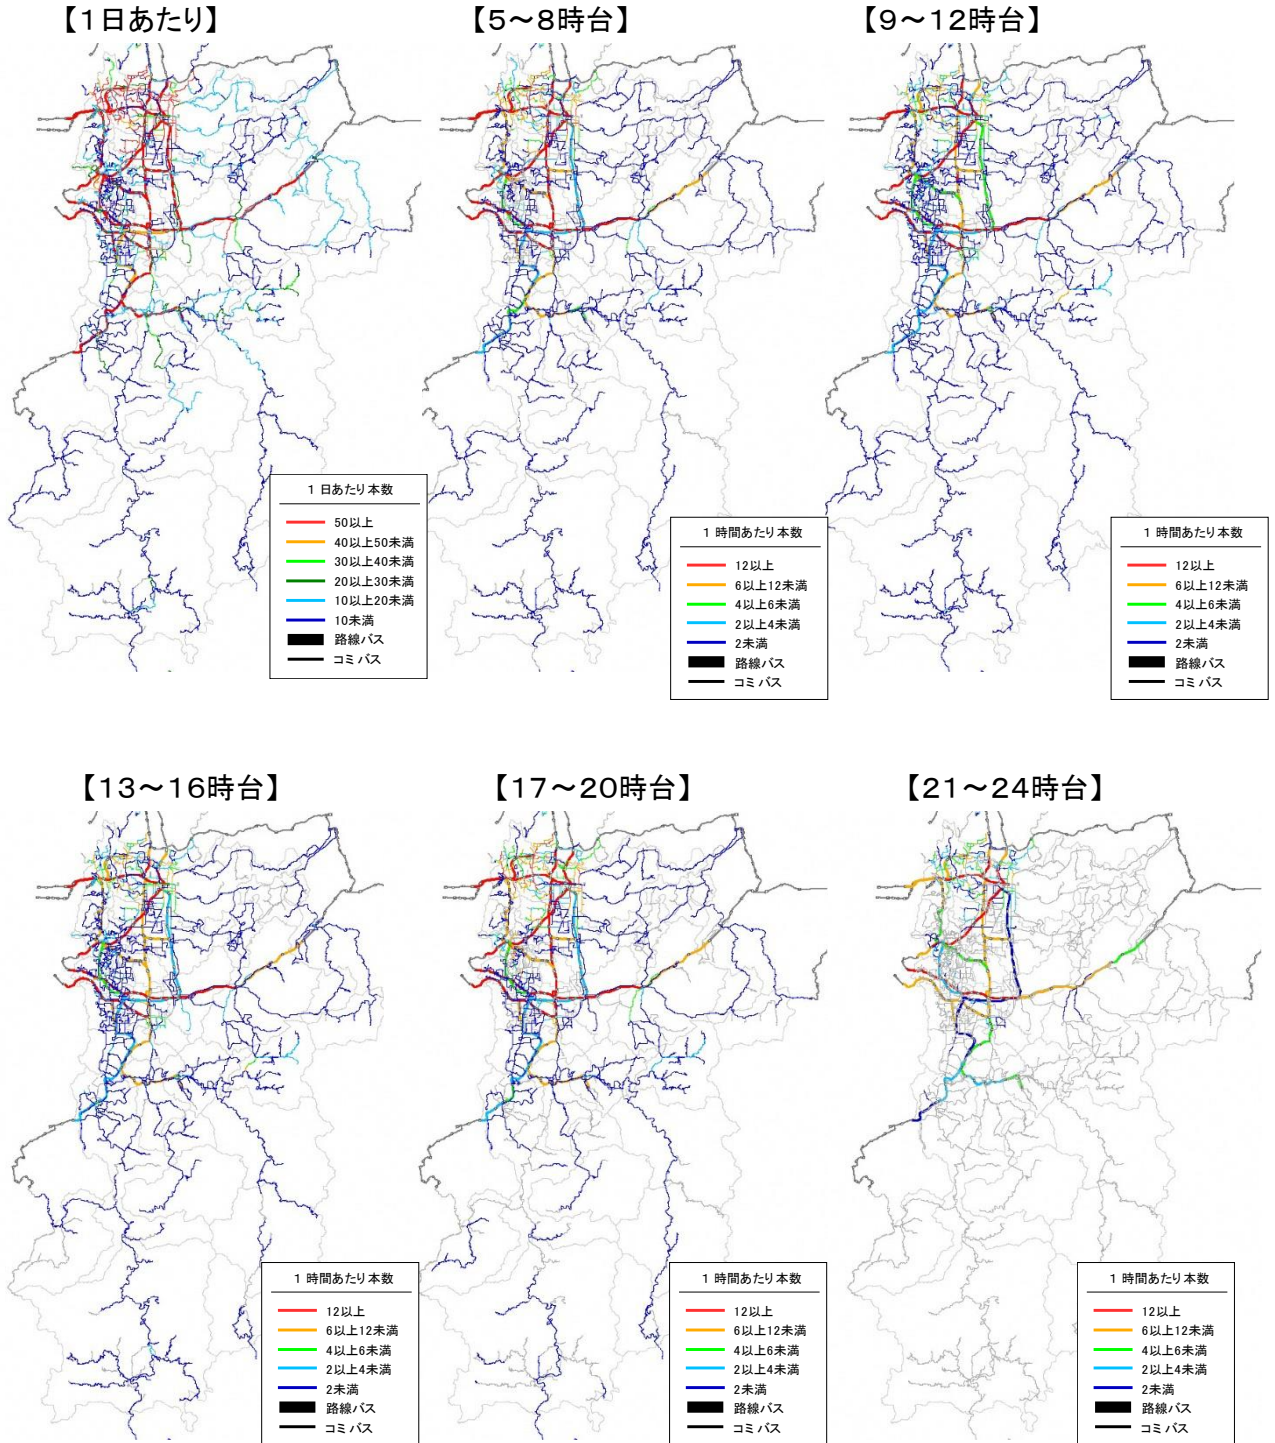 【1日あたり】
【5～8時台】
【9～12時台】
1 日あたり本数
50以上
40以上50未満
30以上40未満
20以上30未満
10以上20未満
10未満
路線バス
コミバス
1 時間あたり本数
12以上
6以上12未満
4以上6未満
2以上4未満
2未満
路線バス
コミバス
1 時間あたり本数
12以上
6以上12未満
4以上6未満
2以上4未満
2未満
路線バス
コミバス
【13～16時台】
【17～20時台】
【21～24時台】
1 時間あたり本数
12以上
6以上12未満
4以上6未満
2以上4未満
2未満
路線バス
コミバス
1 時間あたり本数
12以上
6以上12未満
4以上6未満
2以上4未満
2未満
路線バス
コミバス
1 時間あたり本数
12以上
6以上12未満
4以上6未満
2以上4未満
2未満
路線バス
コミバス